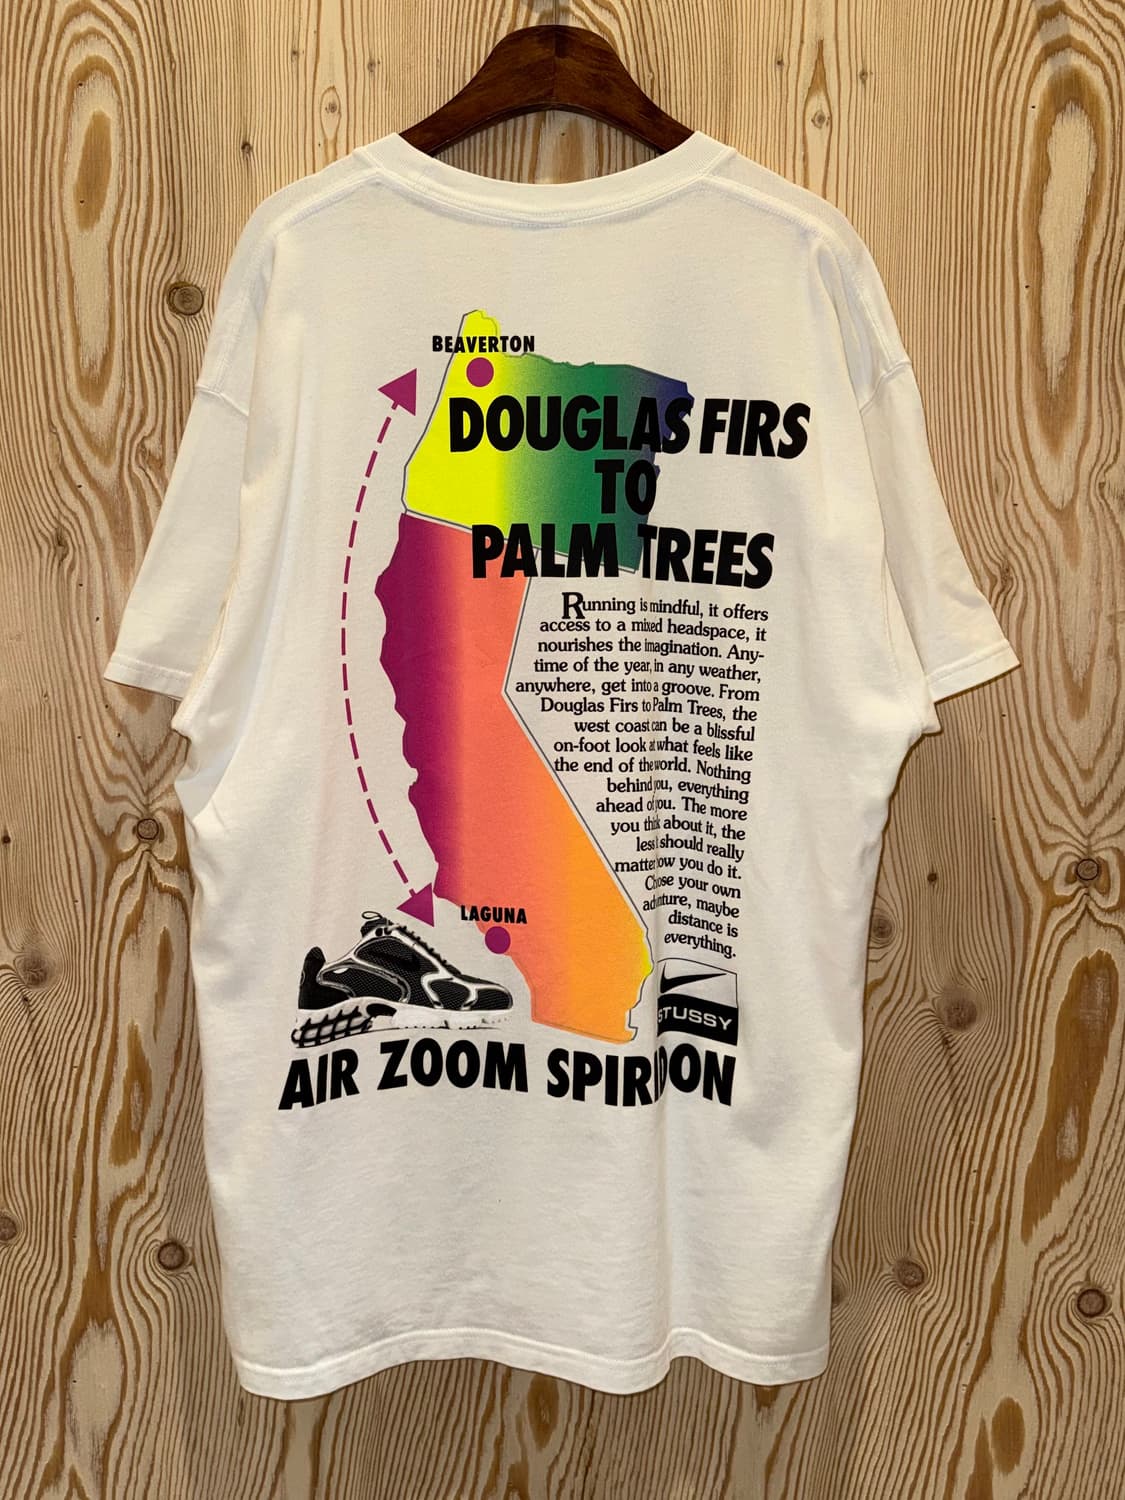 BEAVERTON
DOUGLAS FIRS
TO
PALM TREES
Running is mindful, it offers
access to a mixed headspace, it
nourishes the imagination. Any-
time of the year, in any weather,
anywhere, get into a groove. From
Douglas Firs to Palm Trees, the
west coast can be a blissful
on-foot look at what feels like
the end of the world. Nothing
behind you, everything
ahead of you. The more
you think about it, the
less should really
matter how you do it.
Choose your own
adventure, maybe
distance is
everything.
LAGUNA
STUSSY
AIR ZOOM SPIRIDON